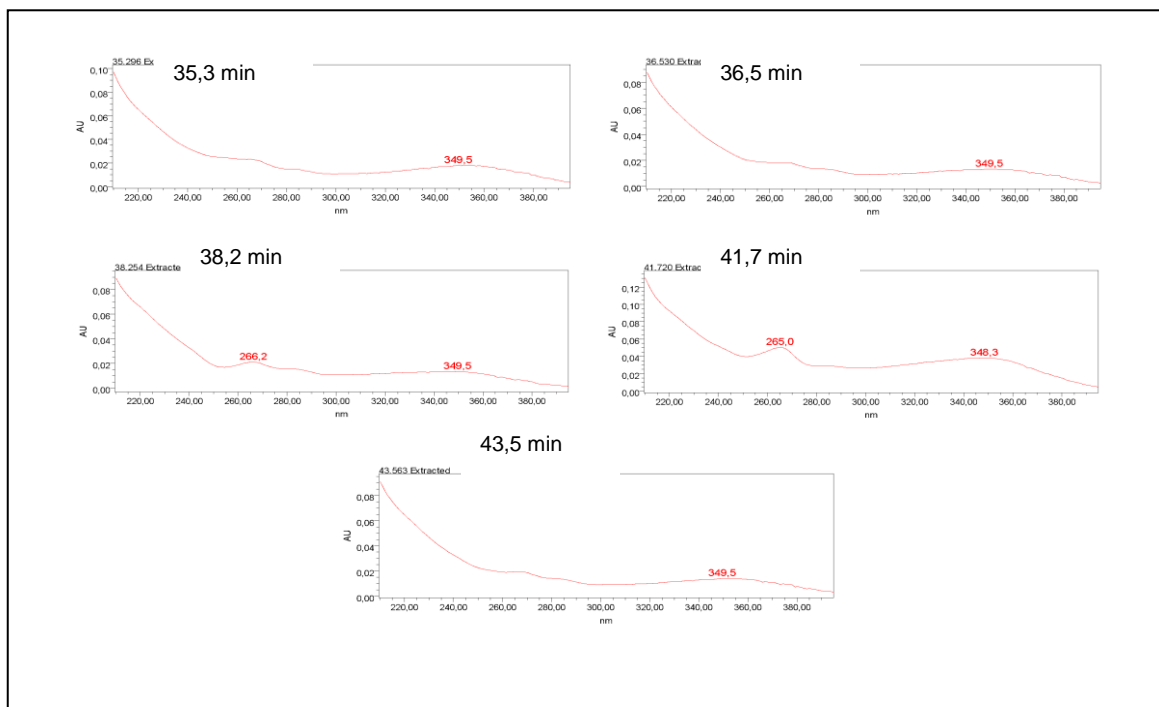 35,3 min
35.296 Ex
0,10
0,08
0,06
0,04
0,02
0,00
AU
349,5
220,00 240,00 260,00 280,00 300,00 320,00 340,00 360,00 380,00
nm
36,5 min
36.530 Extrac
0,08
0,06
0,04
0,02
0,00
AU
349,5
220,00 240,00 260,00 280,00 300,00 320,00 340,00 360,00 380,00
nm
38,2 min
38.254 Extracte
0,08
0,06
0,04
0,02
0,00
AU
266,2
349,5
220,00 240,00 260,00 280,00 300,00 320,00 340,00 360,00 380,00
nm
41,7 min
41.720 Extrac
0,12
0,10
0,08
0,06
0,04
0,02
0,00
AU
265,0
348,3
220,00 240,00 260,00 280,00 300,00 320,00 340,00 360,00 380,00
nm
43,5 min
43.563 Extracted
0,08
0,06
0,04
0,02
0,00
AU
349,5
220,00 240,00 260,00 280,00 300,00 320,00 340,00 360,00 380,00
nm